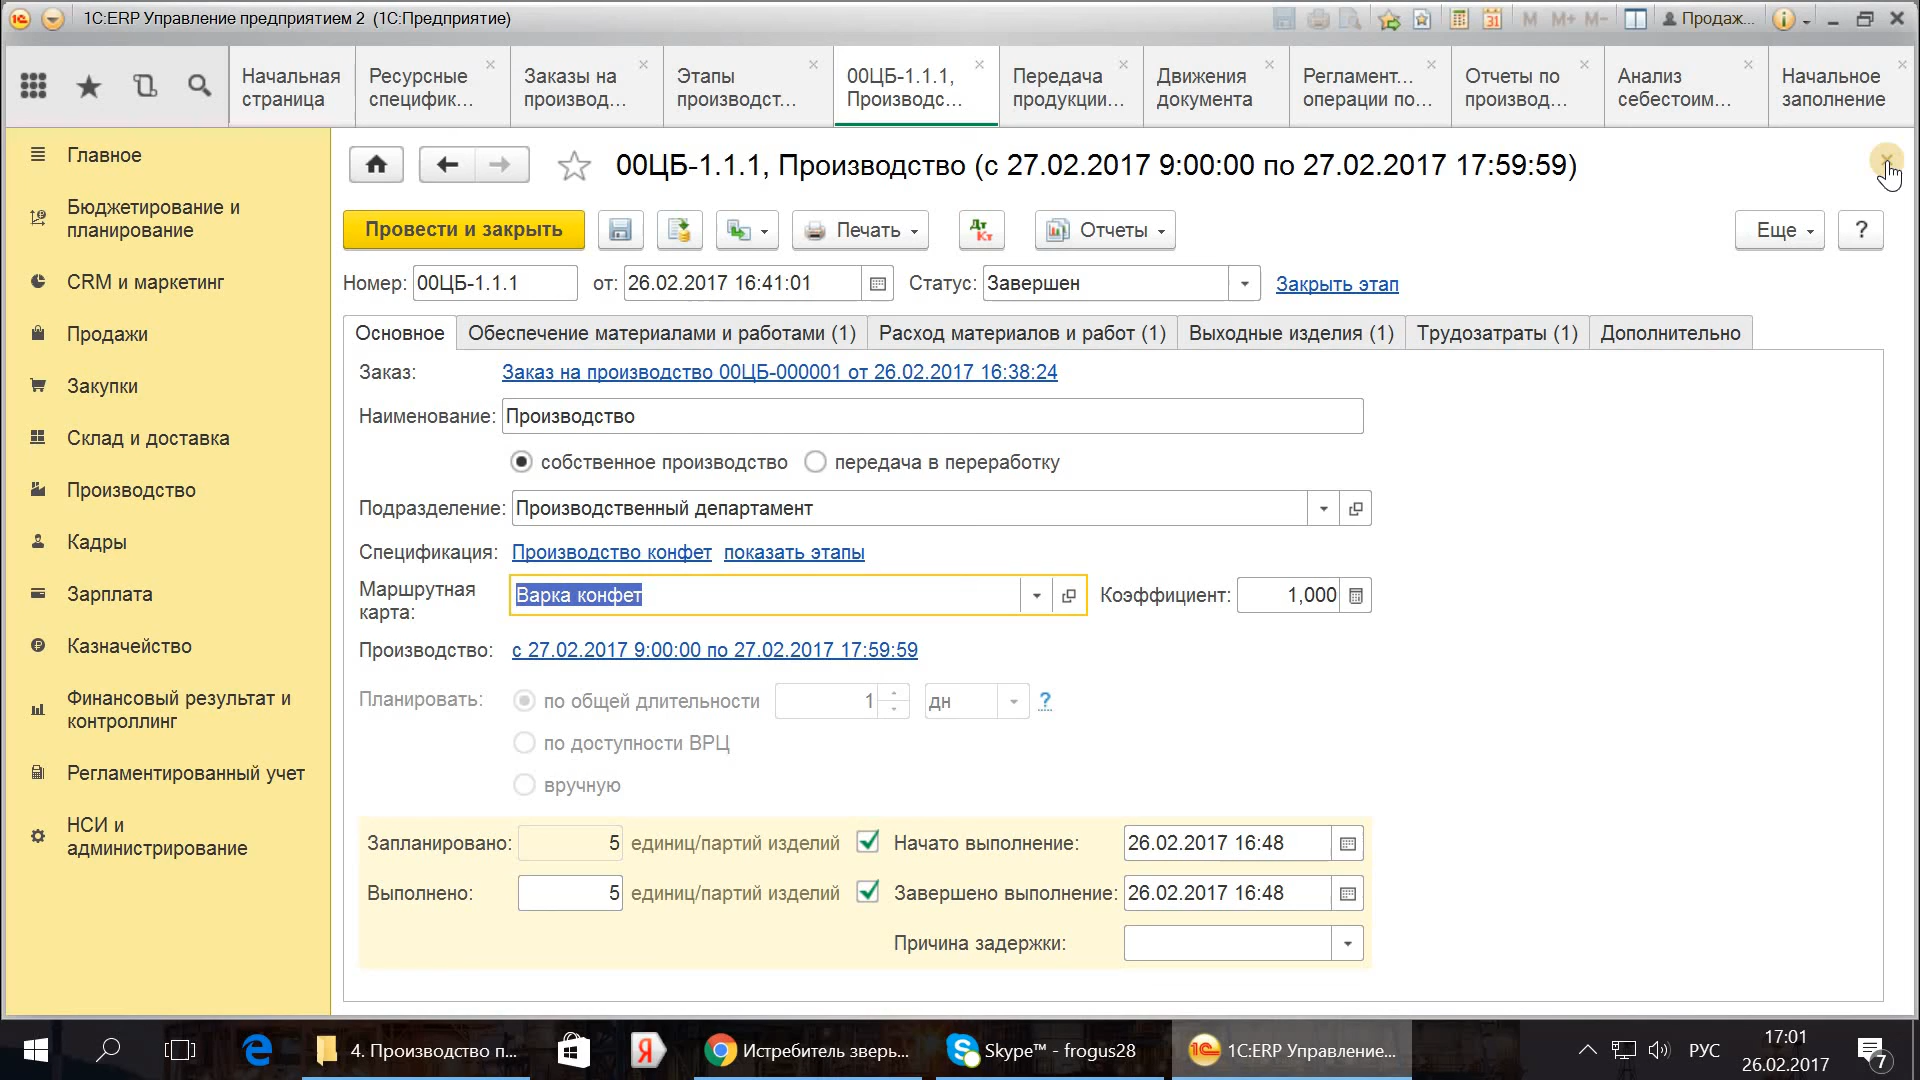 1С:ERP Управление предприятием 2 (1С:Предприятие)
M M+ M- Продаж...
31
Начальная страница
Ресурсные специфик...
Заказы на производ...
Этапы производст...
00ЦБ-1.1.1, Производс...
Передача продукции...
Движения документа
Регламент... операции по...
Отчеты по производ...
Анализ себестоим...
Начальное заполнение
Главное
Бюджетирование и
планирование
CRM и маркетинг
Продажи
Закупки
Склад и доставка
Производство
Кадры
Зарплата
Казначейство
Финансовый результат и
контроллинг
Регламентированный учет
НСИ и
администрирование
00ЦБ-1.1.1, Производство (с 27.02.2017 9:00:00 по 27.02.2017 17:59:59)
Провести и закрыть Печать Дт Кт Отчеты Еще ?
Номер: 00ЦБ-1.1.1 от: 26.02.2017 16:41:01 Статус: Завершен Закрыть этап
Основное Обеспечение материалами и работами (1) Расход материалов и работ (1) Выходные изделия (1) Трудозатраты (1) Дополнительно
Заказ: Заказ на производство 00ЦБ-000001 от 26.02.2017 16:38:24
Наименование: Производство
собственное производство передача в переработку
Подразделение: Производственный департамент
Спецификация: Производство конфет показать этапы
Маршрутная
карта: Варка конфет Коэффициент: 1,000
Производство: с 27.02.2017 9:00:00 по 27.02.2017 17:59:59
Планировать: по общей длительности 1 дн ?
по доступности ВРЦ
вручную
Запланировано: 5 единиц/партий изделий Начато выполнение: 26.02.2017 16:48
Выполнено: 5 единиц/партий изделий Завершено выполнение: 26.02.2017 16:48
Причина задержки:
4. Производство п... Я Истребитель зверь... Skype™ - frogus28 1С:ERP Управление... РУС 17:01
26.02.2017 7